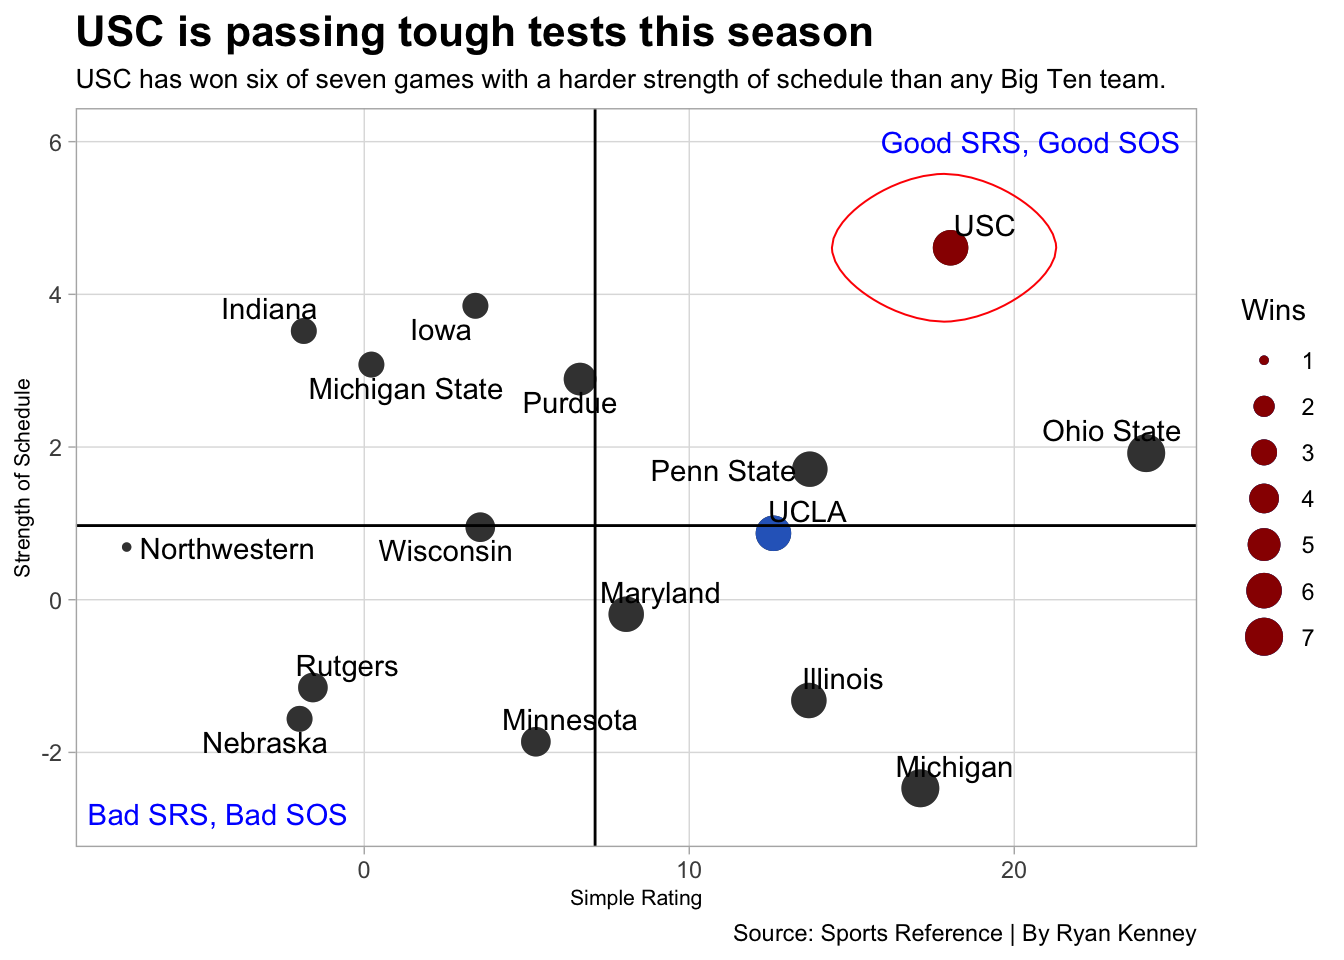 USC is passing tough tests this season
USC has won six of seven games with a harder strength of schedule than any Big Ten team.
6
Good SRS, Good SOS
USC
4
Indiana
Iowa
Michigan State
Purdue
Ohio State
2
Penn State
UCLA
Northwestern
Wisconsin
Maryland
0
Rutgers
Illinois
Minnesota
Nebraska
-2
Michigan
Bad SRS, Bad SOS
Strength of Schedule
0
10
20
Simple Rating
Wins
1
2
3
4
5
6
7
Source: Sports Reference | By Ryan Kenney